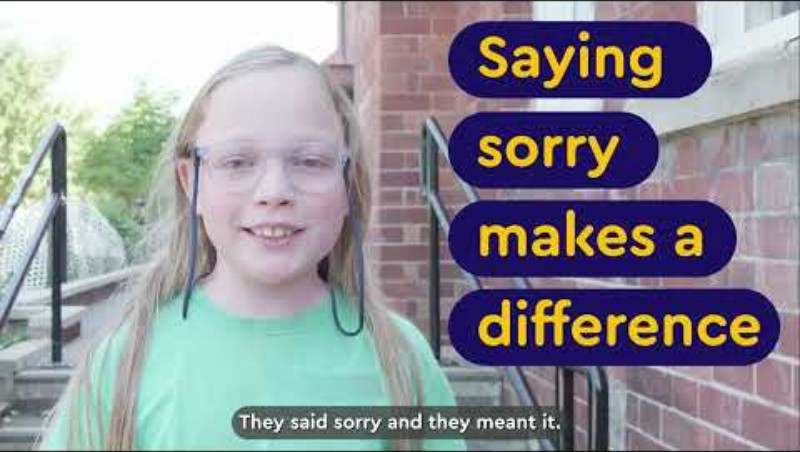 Saying
sorry
makes a
difference
They said sorry and they meant it.